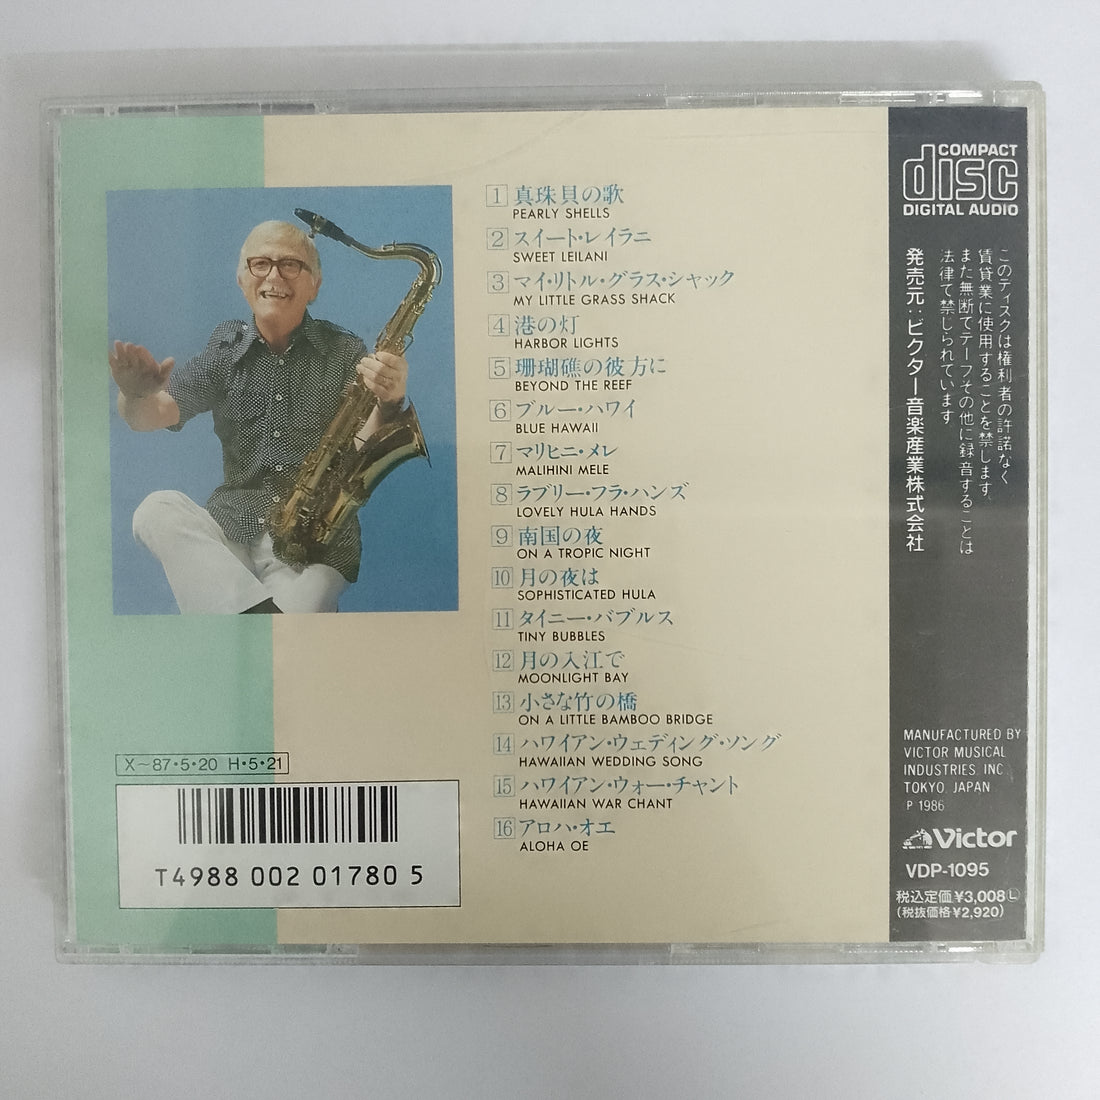 1 真珠貝の歌
PEARLY SHELLS
2 スイート・レイラニ
SWEET LEILANI
3 マイ・リトル・グラス・シャック
MY LITTLE GRASS SHACK
4 港の灯
HARBOR LIGHTS
5 珊瑚礁の彼方に
BEYOND THE REEF
6 ブルー・ハワイ
BLUE HAWAII
7 マリヒニ・メレ
MALIHINI MELE
8 ラブリー・フラ・ハンズ
LOVELY HULA HANDS
9 南国の夜
ON A TROPIC NIGHT
10 月の夜は
SOPHISTICATED HULA
11 タイニー・バブルス
TINY BUBBLES
12 月の入江で
MOONLIGHT BAY
13 小さな竹の橋
ON A LITTLE BAMBOO BRIDGE
14 ハワイアン・ウェディング・ソング
HAWAIIAN WEDDING SONG
15 ハワイアン・ウォー・チャント
HAWAIIAN WAR CHANT
16 アロハ・オエ
ALOHA OE
X～87・5・20 H・5・21
T4988 002 01780 5
COMPACT
disc
DIGITAL AUDIO
このディスクは権利者の許諾なく
賃貸業に使用することを禁じます。
また無断でテープその他に録音することは
法律で禁じられています
発売元：ビクター音楽産業株式会社
MANUFACTURED BY
VICTOR MUSICAL
INDUSTRIES, INC.
TOKYO, JAPAN
P 1986
Victor
VDP-1095
税込定価¥3,008Ⓛ
(税抜価格¥2,920)